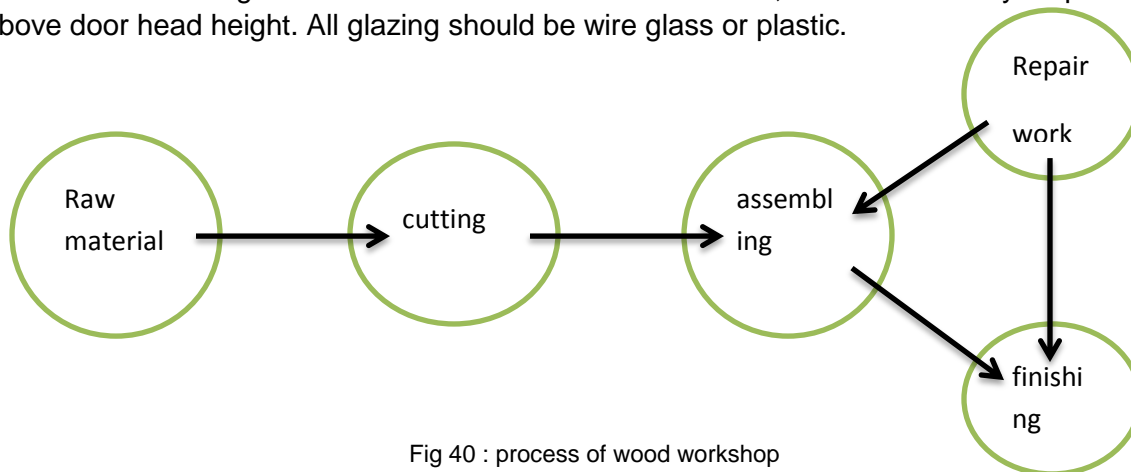 bove door head height. All glazing should be wire glass or plastic.
Repair
work
Raw
material
cutting
assembl
ing
finishi
ng
Fig 40 : process of wood workshop